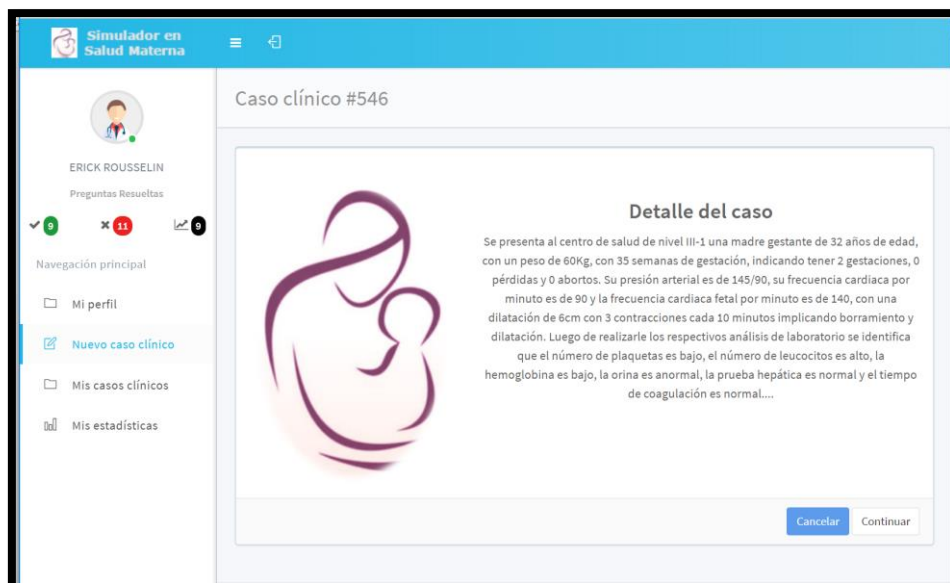 Simulador en
Salud Materna
ERICK ROUSSELIN
Preguntas Resueltas
9 11 9
Navegación principal
Mi perfil
Nuevo caso clínico
Mis casos clínicos
Mis estadísticas
Caso clínico #546
Detalle del caso
Se presenta al centro de salud de nivel III-1 una madre gestante de 32 años de edad,
con un peso de 60Kg, con 35 semanas de gestación, indicando tener 2 gestaciones, 0
pérdidas y 0 abortos. Su presión arterial es de 145/90, su frecuencia cardiaca por
minuto es de 90 y la frecuencia cardiaca fetal por minuto es de 140, con una
dilatación de 6cm con 3 contracciones cada 10 minutos implicando borramiento y
dilatación. Luego de realizarle los respectivos análisis de laboratorio se identifica
que el número de plaquetas es bajo, el número de leucocitos es alto, la
hemoglobina es bajo, la orina es anormal, la prueba hepática es normal y el tiempo
de coagulación es normal....
Cancelar Continuar